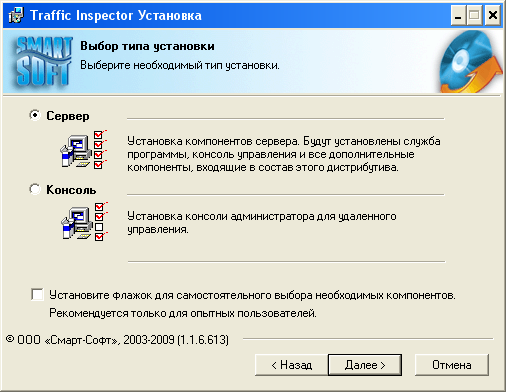 Traffic Inspector Установка
SMART
SOFT
Выбор типа установки
Выберите необходимый тип установки.
Сервер
Установка компонентов сервера. Будут установлены служба
программы, консоль управления и все дополнительные
компоненты, входящие в состав этого дистрибутива.
Консоль
Установка консоли администратора для удаленного
управления.
Установите флажок для самостоятельного выбора необходимых компонентов.
Рекомендуется только для опытных пользователей.
© ООО «Смарт-Софт», 2003-2009 (1.1.6.613)
< Назад
Далее >
Отмена